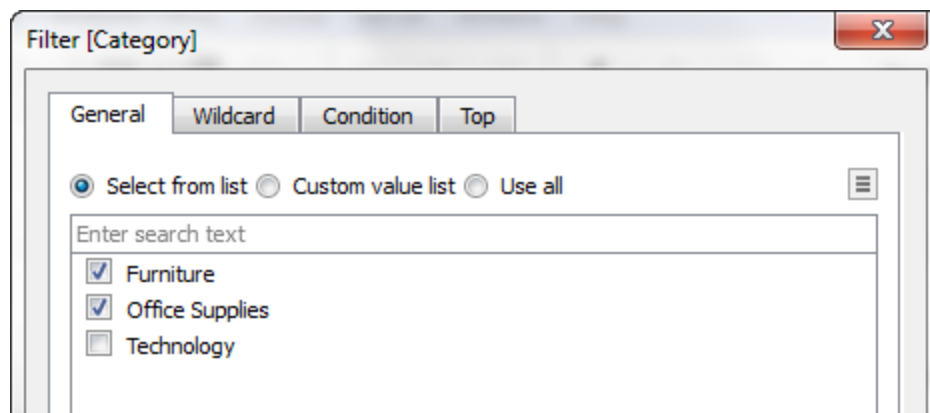 Filter [Category]
General Wildcard Condition Top
Select from list Custom value list Use all
Enter search text
Furniture
Office Supplies
Technology